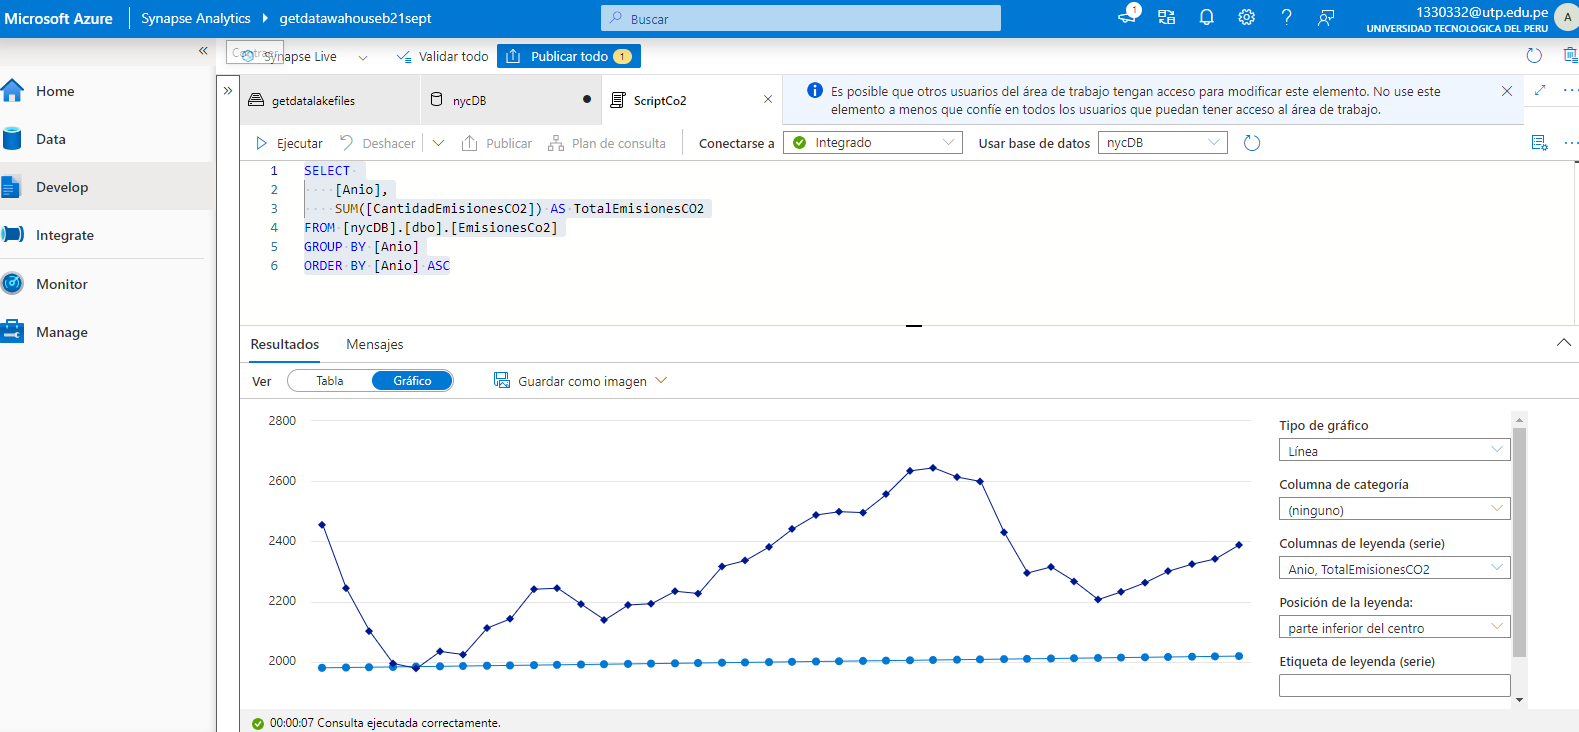 Microsoft Azure
Synapse Analytics
getdatawahouseb21sept
Buscar
1
1330332@utp.edu.pe
UNIVERSIDAD TECNOLOGICA DEL PERU
A
Synapse Live
Validar todo
Publicar todo
1
Home
Data
Develop
Integrate
Monitor
Manage
getdatalakefiles
nycDB
ScriptCo2
Es posible que otros usuarios del área de trabajo tengan acceso para modificar este elemento. No use este
elemento a menos que confíe en todos los usuarios que puedan tener acceso al área de trabajo.
Ejecutar
Deshacer
Publicar
Plan de consulta
Conectarse a
Integrado
Usar base de datos
nycDB
1 SELECT
2 [Anio],
3 SUM([CantidadEmisionesCO2]) AS TotalEmisionesCO2
4 FROM [nycDB].[dbo].[EmisionesCo2]
5 GROUP BY [Anio]
6 ORDER BY [Anio] ASC
Resultados
Mensajes
Ver
Tabla
Gráfico
Guardar como imagen
2800
2600
2400
2200
2000
Tipo de gráfico
Línea
Columna de categoría
(ninguno)
Columnas de leyenda (serie)
Anio, TotalEmisionesCO2
Posición de la leyenda:
parte inferior del centro
Etiqueta de leyenda (serie)
00:00:07 Consulta ejecutada correctamente.